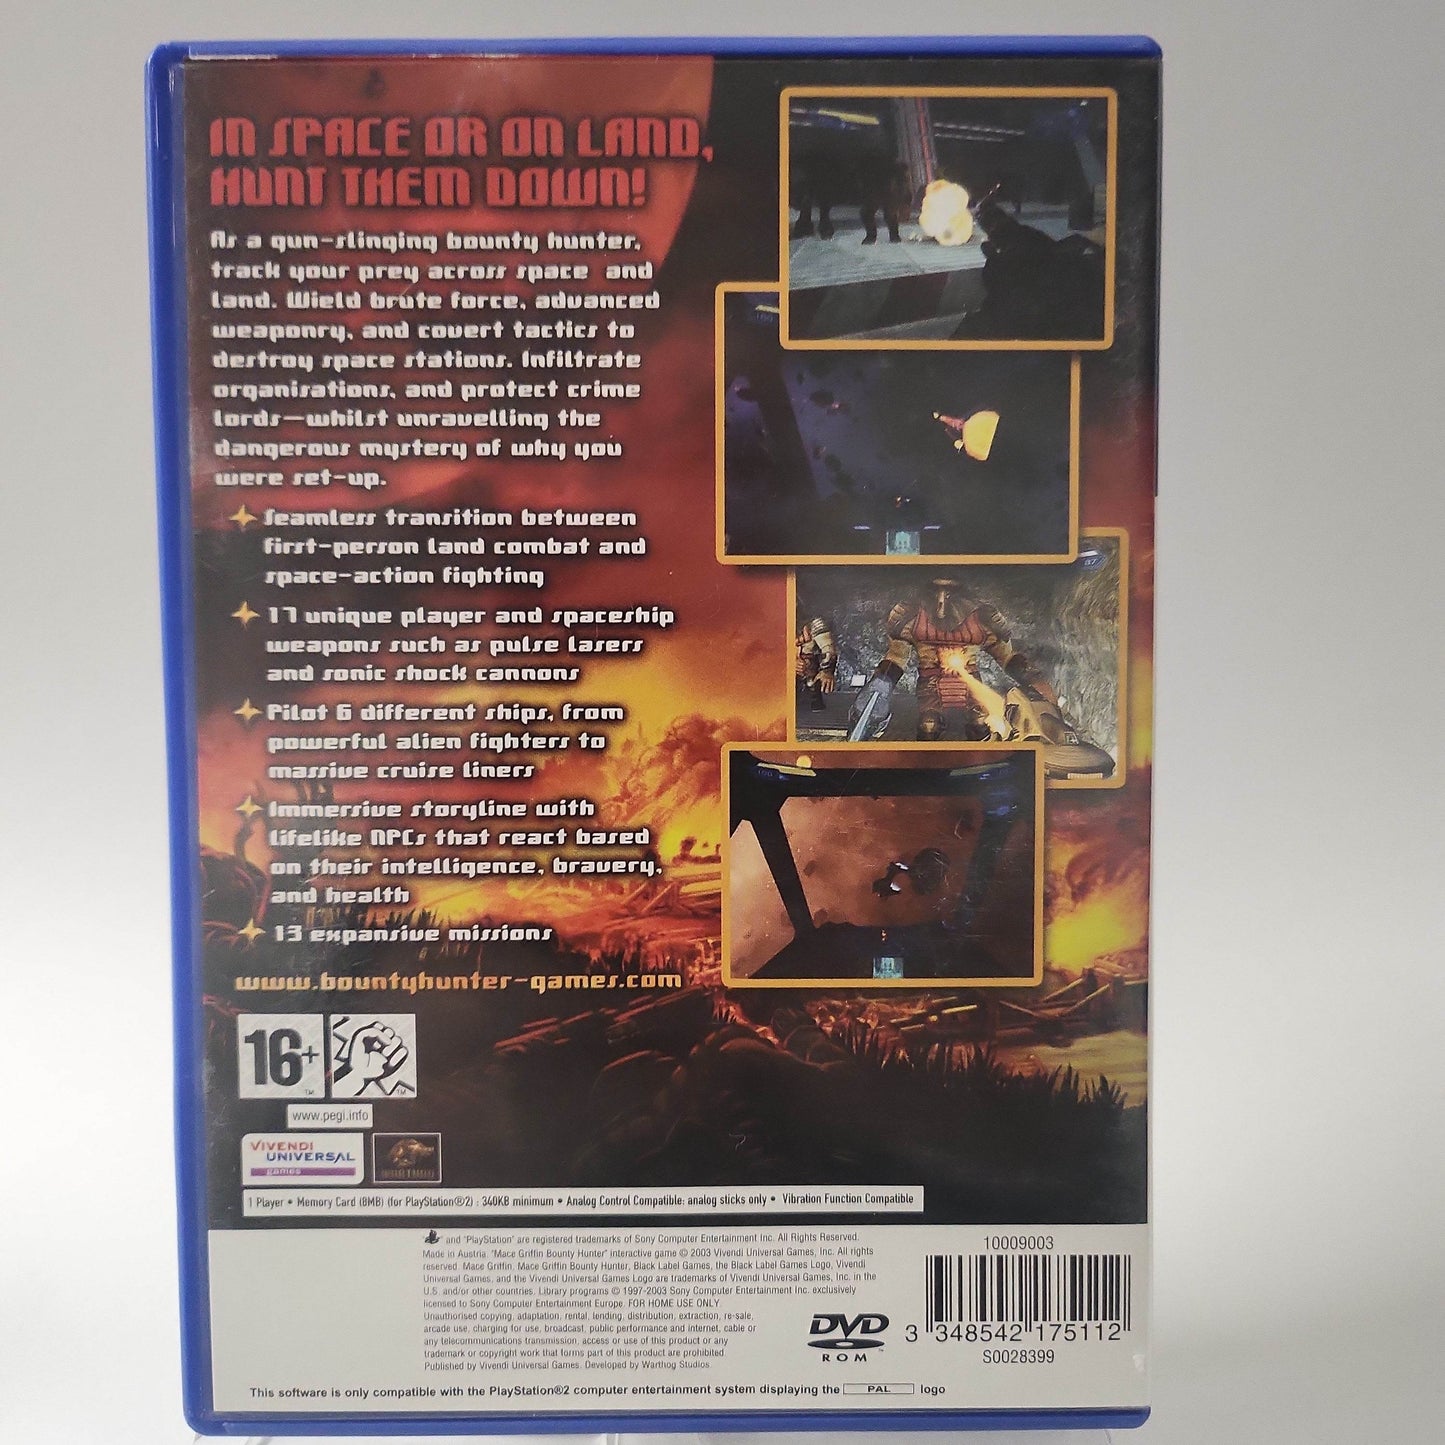 IN SPACE OR ON LAND,
HUNT THEM DOWN!
As a gun-slinging bounty hunter,
track your prey across space and
land. Wield brute force, advanced
weaponry, and covert tactics to
destroy space stations. Infiltrate
organisations, and protect crime
lords—whilst unravelling the
dangerous mystery of why you
were set-up.
Seamless transition between
first-person land combat and
space-action fighting
17 unique player and spaceship
weapons such as pulse lasers
and sonic shock cannons
Pilot 6 different ships, from
powerful alien fighters to
massive cruise liners
Immersive storyline with
lifelike NPCs that react based
on their intelligence, bravery,
and health
13 expansive missions
www.bountyhunter-games.com
16+
TM
TM
www.pegi.info
VIVENDI
UNIVERSAL
games
1 Player • Memory Card (8MB) (for PlayStation®2) : 340KB minimum • Analog Control Compatible: analog sticks only • Vibration Function Compatible
and "PlayStation" are registered trademarks of Sony Computer Entertainment Inc. All Rights Reserved.
Made in Austria. "Mace Griffin Bounty Hunter" interactive game © 2003 Vivendi Universal Games, Inc. All rights
reserved. Mace Griffin, Mace Griffin Bounty Hunter, Black Label Games, the Black Label Games Logo, Vivendi
Universal Games, and the Vivendi Universal Games Logo are trademarks of Vivendi Universal Games, Inc. in the
U.S. and/or other countries. Library programs © 1997-2003 Sony Computer Entertainment Inc. exclusively
licensed to Sony Computer Entertainment Europe. FOR HOME USE ONLY.
Unauthorised copying, adaptation, rental, lending, distribution, extraction, re-sale,
arcade use, charging for use, broadcast, public performance and internet, cable or
any telecommunications transmission, access or use of this product or any
trademark or copyright work that forms part of this product are prohibited.
Published by Vivendi Universal Games. Developed by Warthog Studios.
10009003
DVD
ROM
3 348542 175112
S0028399
This software is only compatible with the PlayStation®2 computer entertainment system displaying the PAL logo